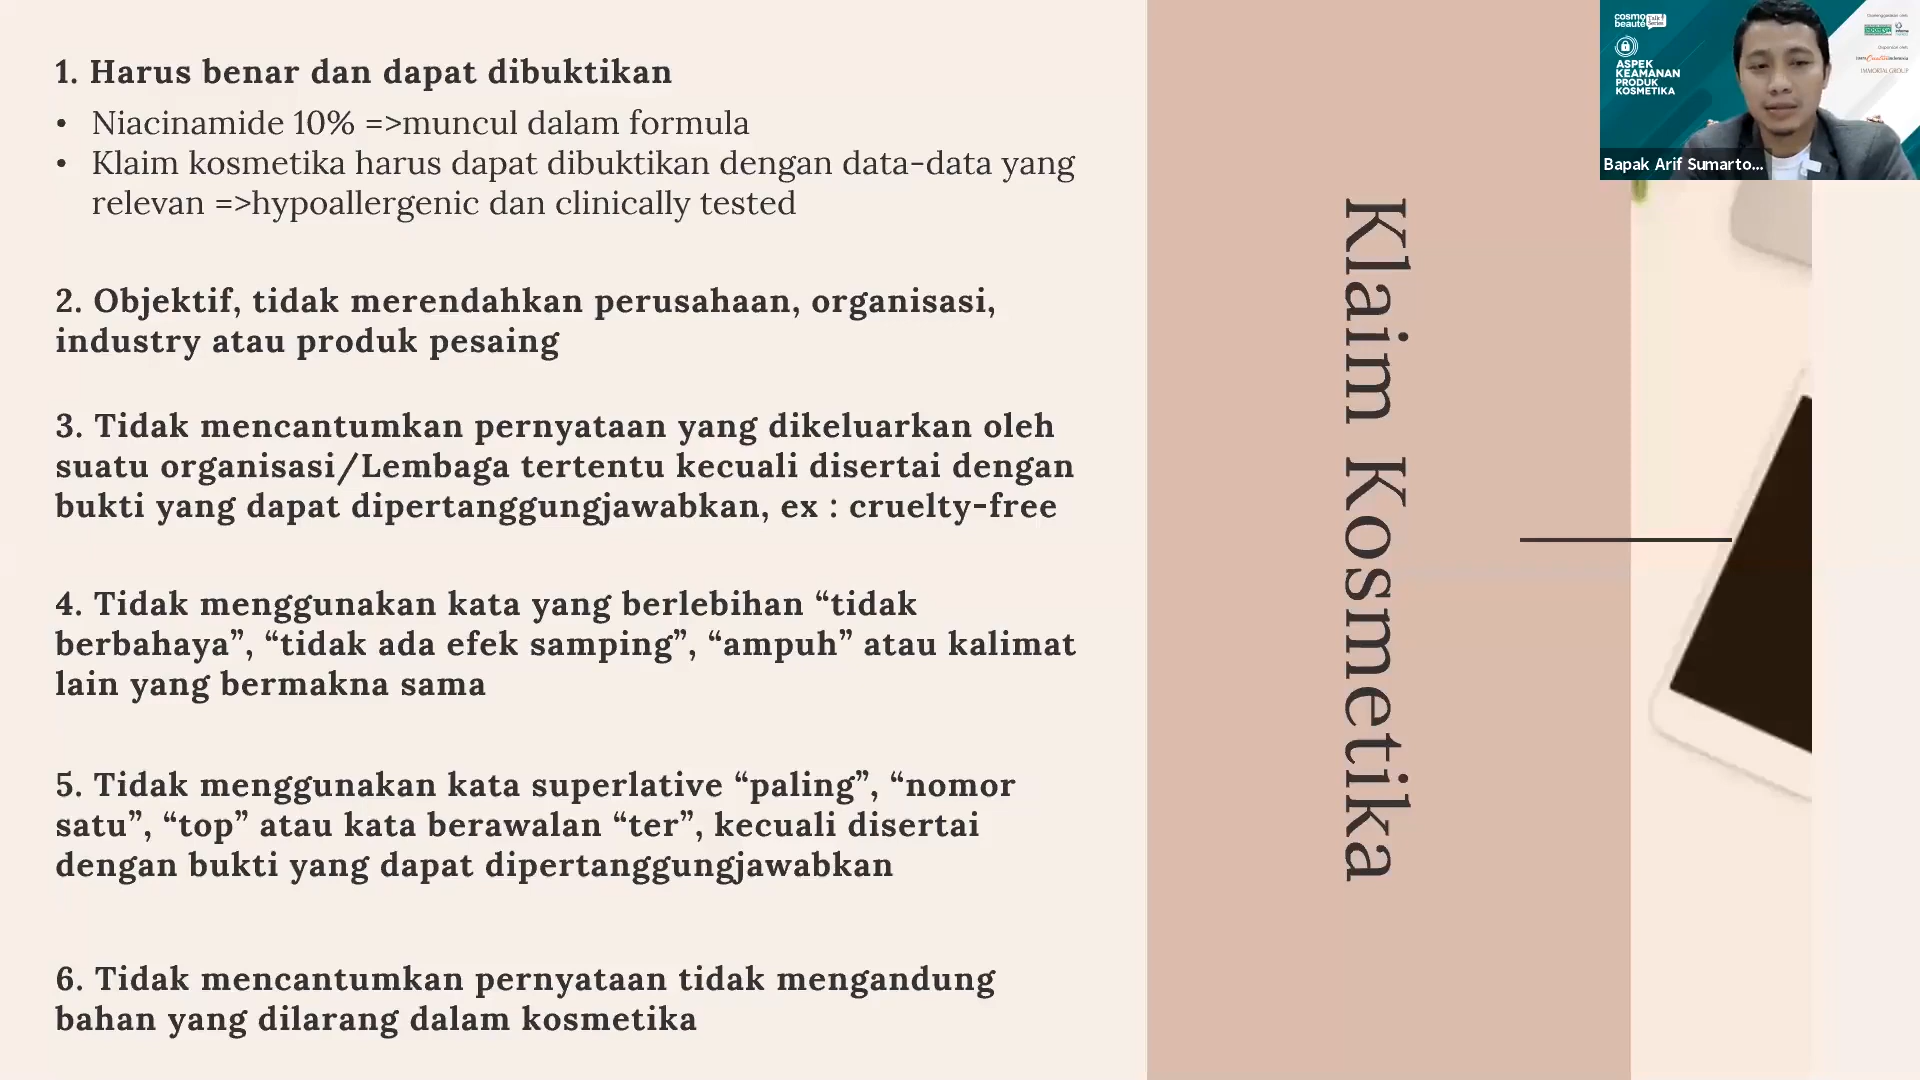 1. Harus benar dan dapat dibuktikan
• Niacinamide 10% =>muncul dalam formula
• Klaim kosmetika harus dapat dibuktikan dengan data-data yang
relevan =>hypoallergenic dan clinically tested
2. Objektif, tidak merendahkan perusahaan, organisasi,
industry atau produk pesaing
3. Tidak mencantumkan pernyataan yang dikeluarkan oleh
suatu organisasi/Lembaga tertentu kecuali disertai dengan
bukti yang dapat dipertanggungjawabkan, ex : cruelty-free
4. Tidak menggunakan kata yang berlebihan “tidak
berbahaya”, “tidak ada efek samping”, “ampuh” atau kalimat
lain yang bermakna sama
5. Tidak menggunakan kata superlative “paling”, “nomor
satu”, “top” atau kata berawalan “ter”, kecuali disertai
dengan bukti yang dapat dipertanggungjawabkan
6. Tidak mencantumkan pernyataan tidak mengandung
bahan yang dilarang dalam kosmetika
Klaim Kosmetika
cosmo
beauté
Talk
Series
ASPEK
KEAMANAN
PRODUK
KOSMETIKA
IMMORTAL GROUP
Bapak Arif Sumarto...